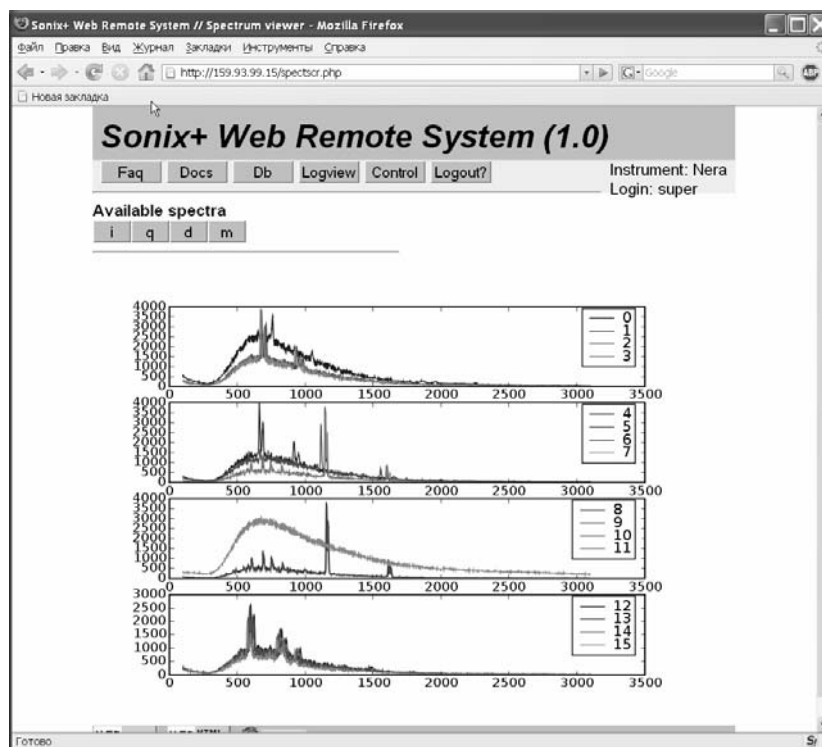 Sonix+ Web Remote System // Spectrum viewer - Mozilla Firefox
Файл Правка Вид Журнал Закладки Инструменты Справка
http://159.93.99.15/spectscr.php
G Google
ABP
Новая закладка
Sonix+ Web Remote System (1.0)
Faq Docs Db Logview Control Logout?
Instrument: Nera
Login: super
Available spectra
i q d m
4000
3500
3000
2500
2000
1500
1000
500
0
0 500 1000 1500 2000 2500 3000 3500
0
1
2
3
4000
3500
3000
2500
2000
1500
1000
500
0
0 500 1000 1500 2000 2500 3000 3500
4
5
6
7
4000
3500
3000
2500
2000
1500
1000
500
0
0 500 1000 1500 2000 2500 3000 3500
8
9
10
11
3000
2500
2000
1500
1000
500
0
0 500 1000 1500 2000 2500 3000 3500
12
13
14
15
Готово